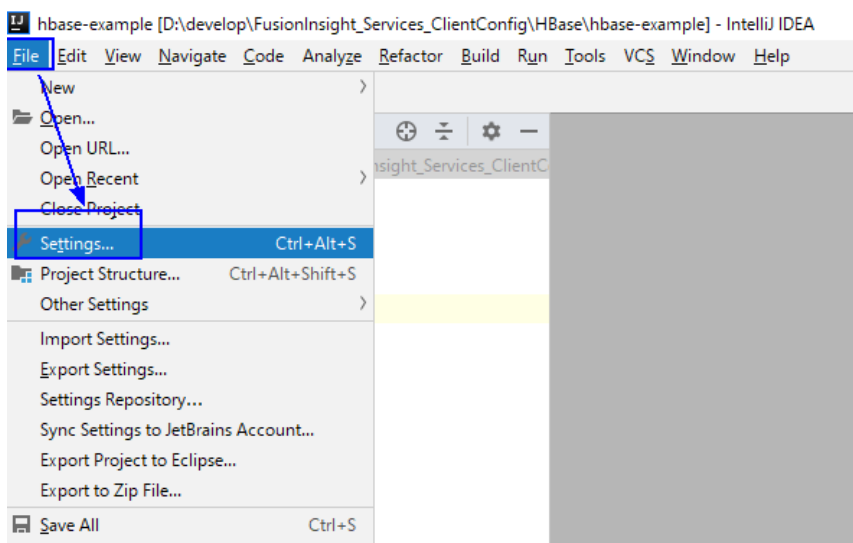 IJ hbase-example [D:\develop\FusionInsight_Services_ClientConfig\HBase\hbase-example] - IntelliJ IDEA
File Edit View Navigate Code Analyze Refactor Build Run Tools VCS Window Help
New
Open...
Open URL...
nsight_Services_ClientC
Open Recent
Close Project
Settings... Ctrl+Alt+S
Project Structure... Ctrl+Alt+Shift+S
Other Settings
Import Settings...
Export Settings...
Settings Repository...
Sync Settings to JetBrains Account...
Export Project to Eclipse...
Export to Zip File...
Save All Ctrl+S